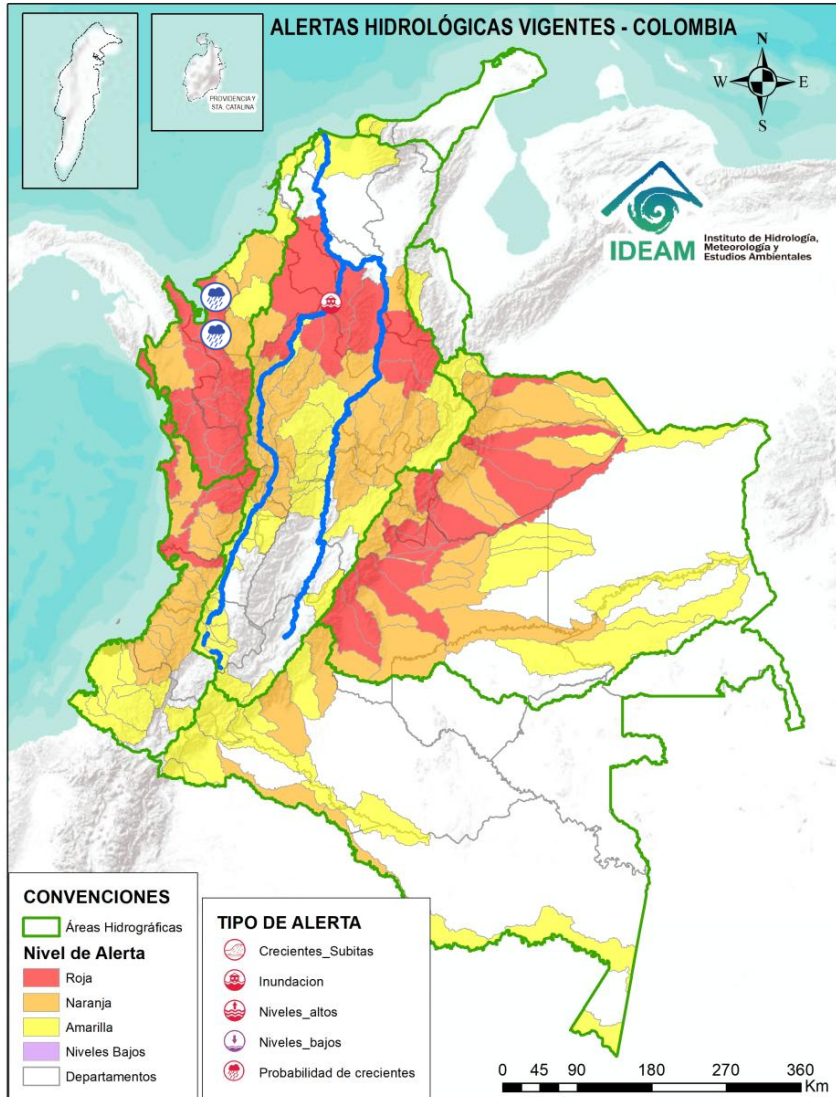 ALERTAS HIDROLÓGICAS VIGENTES - COLOMBIA
PROVIDENCIA Y
STA. CATALINA
N
W
E
S
IDEAM
Instituto de Hidrología,
Meteorología y
Estudios Ambientales
CONVENCIONES
Áreas Hidrográficas
Nivel de Alerta
Roja
Naranja
Amarilla
Niveles Bajos
Departamentos
TIPO DE ALERTA
Crecientes_Subitas
Inundacion
Niveles_altos
Niveles_bajos
Probabilidad de crecientes
0 45 90 180 270 360
Km